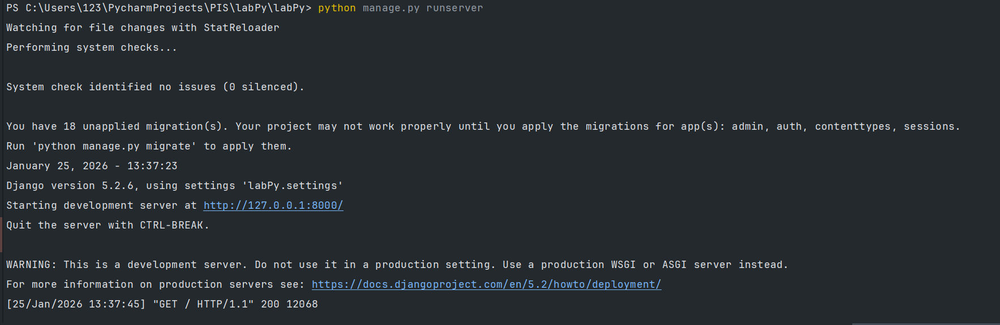 PS C:\Users\123\PycharmProjects\PIS\labPy\labPy> python manage.py runserver
Watching for file changes with StatReloader
Performing system checks...
System check identified no issues (0 silenced).
You have 18 unapplied migration(s). Your project may not work properly until you apply the migrations for app(s): admin, auth, contenttypes, sessions.
Run 'python manage.py migrate' to apply them.
January 25, 2026 - 13:37:23
Django version 5.2.6, using settings 'labPy.settings'
Starting development server at http://127.0.0.1:8000/
Quit the server with CTRL-BREAK.
WARNING: This is a development server. Do not use it in a production setting. Use a production WSGI or ASGI server instead.
For more information on production servers see: https://docs.djangoproject.com/en/5.2/howto/deployment/
[25/Jan/2026 13:37:45] "GET / HTTP/1.1" 200 12068